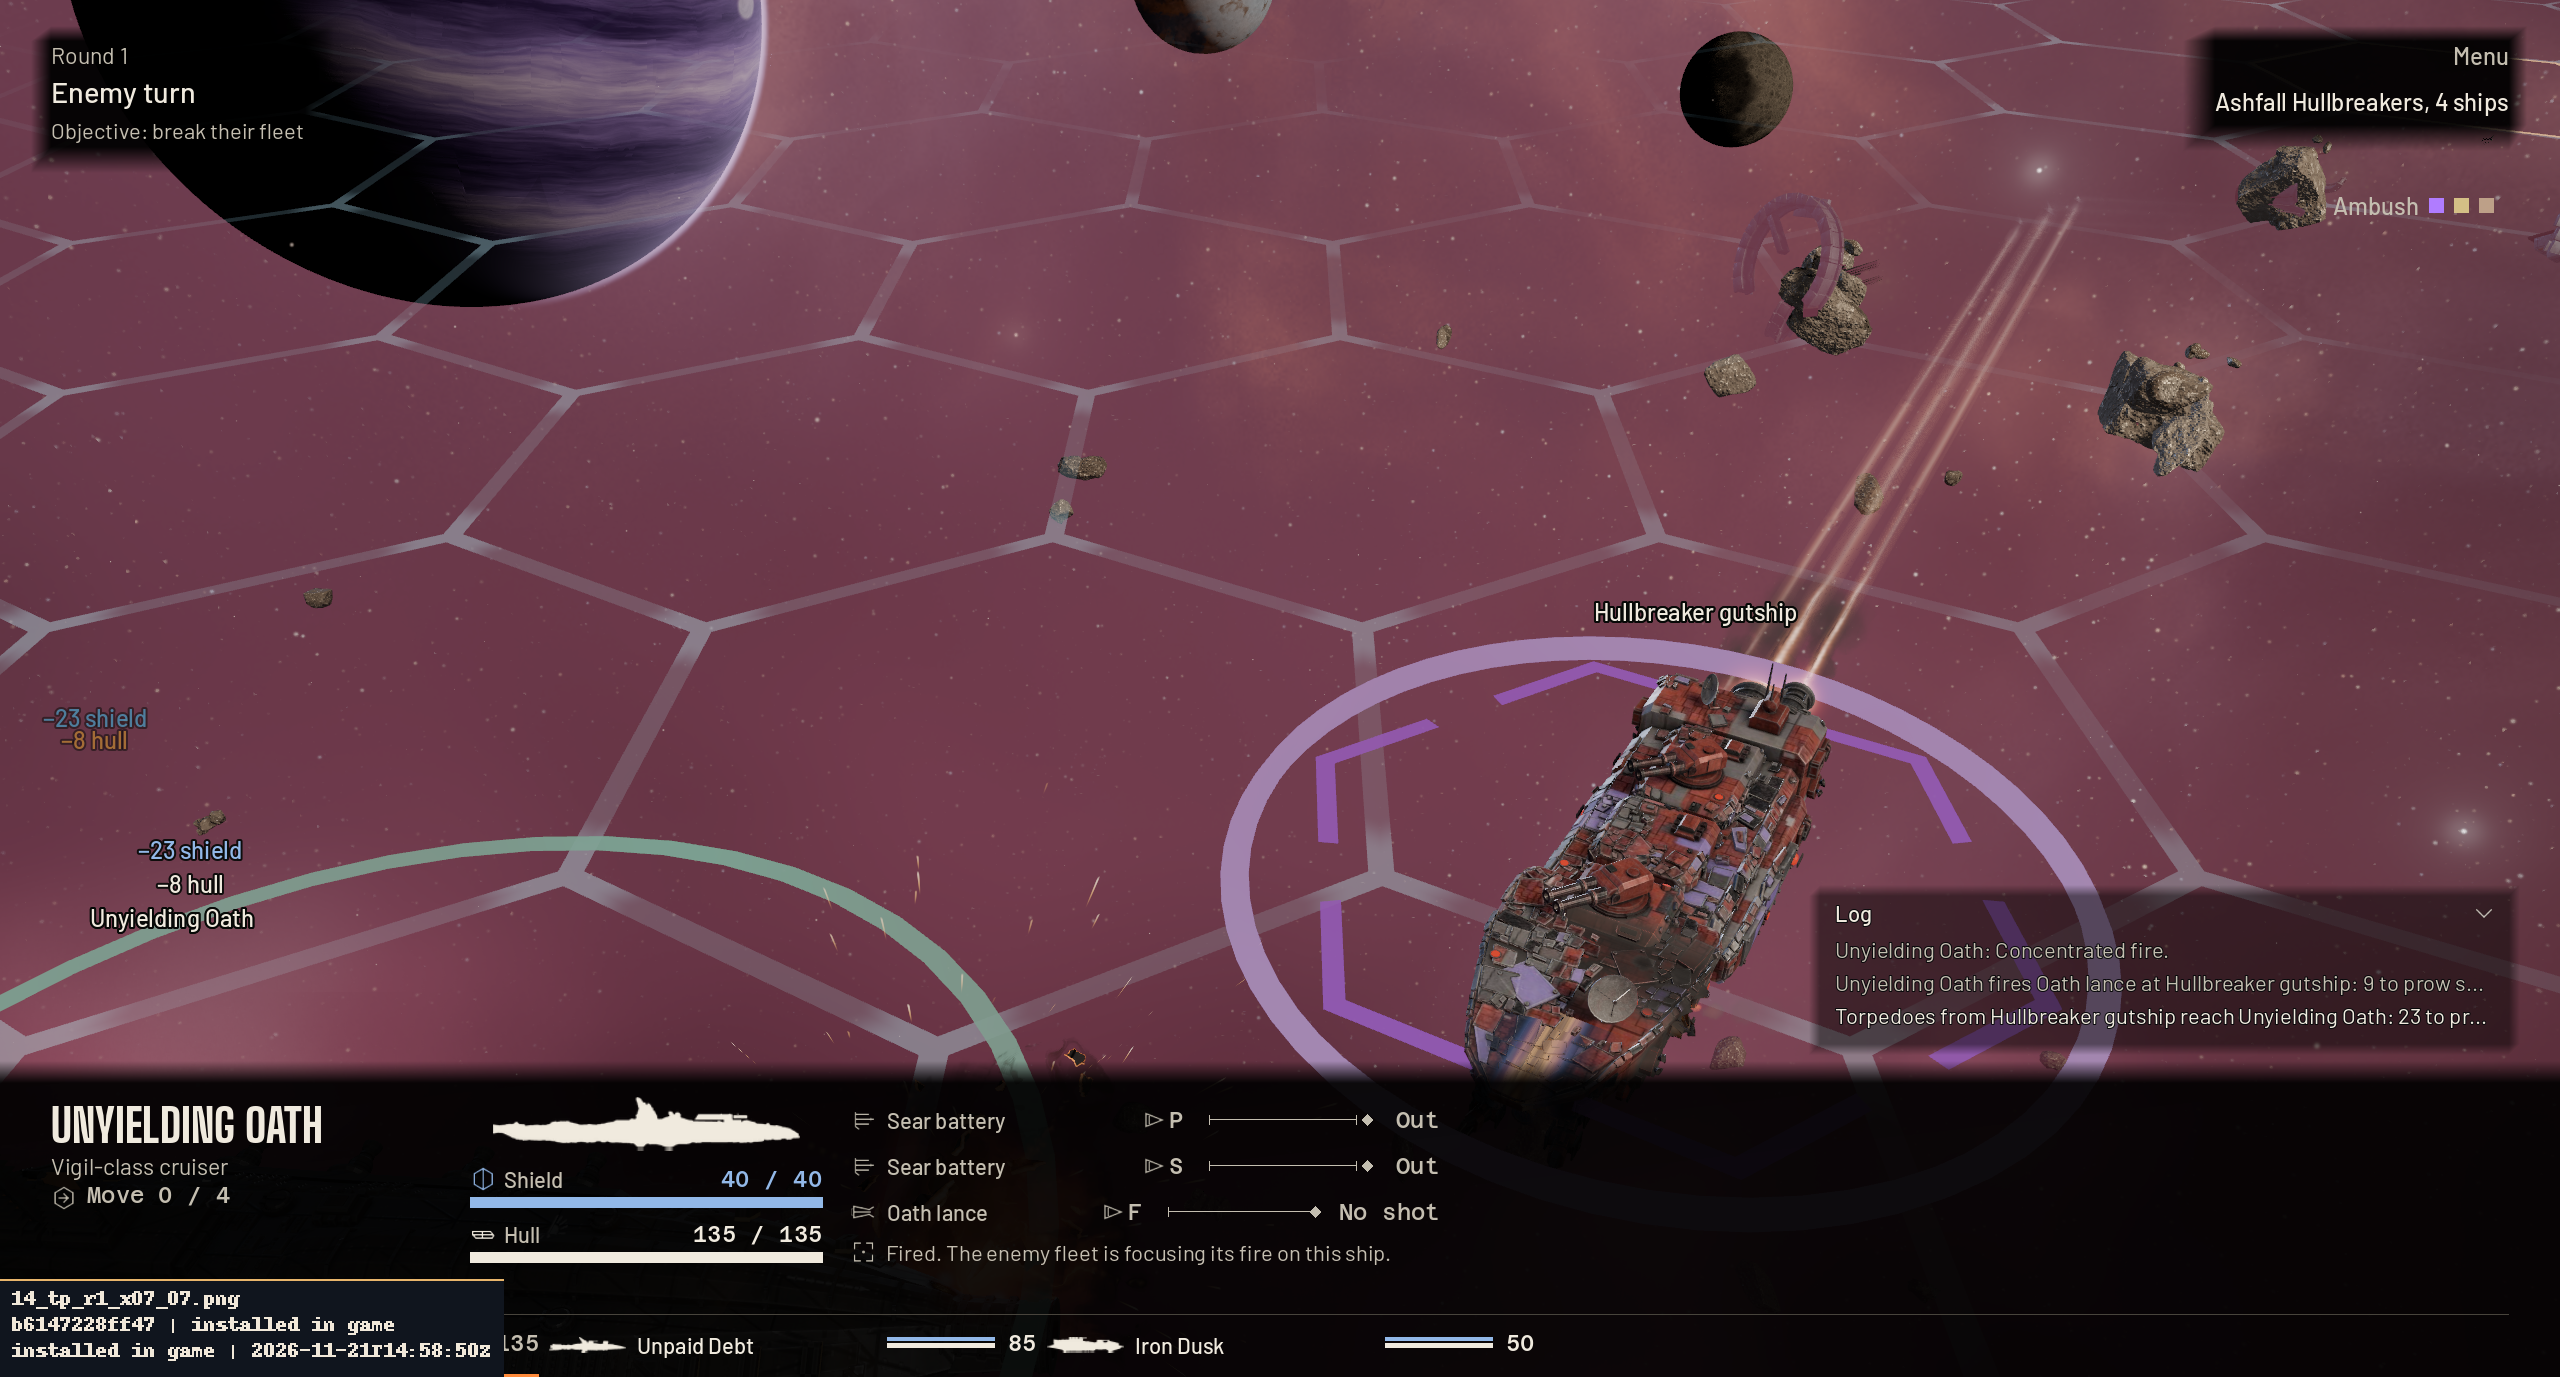 Round 1
Enemy turn
Objective: break their fleet
Menu
Ashfall Hullbreakers, 4 ships
Ambush
Hullbreaker gutship
−23 shield
−8 hull
−23 shield
−8 hull
Unyielding Oath
Log
Unyielding Oath: Concentrated fire.
Unyielding Oath fires Oath lance at Hullbreaker gutship: 9 to prow s...
Torpedoes from Hullbreaker gutship reach Unyielding Oath: 23 to pr...
UNYIELDING OATH
Vigil-class cruiser
Move 0 / 4
Shield 40 / 40
Hull 135 / 135
Sear battery P Out
Sear battery S Out
Oath lance F No shot
Fired. The enemy fleet is focusing its fire on this ship.
14_tp_r1_x07_07.png
b6147228ff47 | installed in game
installed in game | 2026-11-21r14:58:50z
135 Unpaid Debt 85 Iron Dusk 50